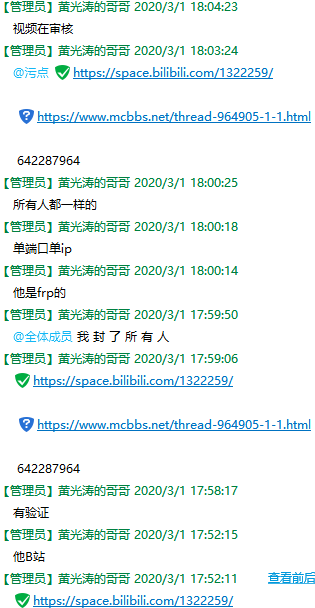 【管理员】黄光涛的哥哥 2020/3/1 18:04:23
视频在审核
【管理员】黄光涛的哥哥 2020/3/1 18:03:24
@污点 https://space.bilibili.com/1322259/
https://www.mcbbs.net/thread-964905-1-1.html
642287964
【管理员】黄光涛的哥哥 2020/3/1 18:00:25
所有人都一样的
【管理员】黄光涛的哥哥 2020/3/1 18:00:18
单端口单ip
【管理员】黄光涛的哥哥 2020/3/1 18:00:14
他是frp的
【管理员】黄光涛的哥哥 2020/3/1 17:59:50
@全体成员 我 封 了 所 有 人
【管理员】黄光涛的哥哥 2020/3/1 17:59:06
https://space.bilibili.com/1322259/
https://www.mcbbs.net/thread-964905-1-1.html
642287964
【管理员】黄光涛的哥哥 2020/3/1 17:58:17
有验证
【管理员】黄光涛的哥哥 2020/3/1 17:52:15
他B站
【管理员】黄光涛的哥哥 2020/3/1 17:52:11 查看前后
https://space.bilibili.com/1322259/